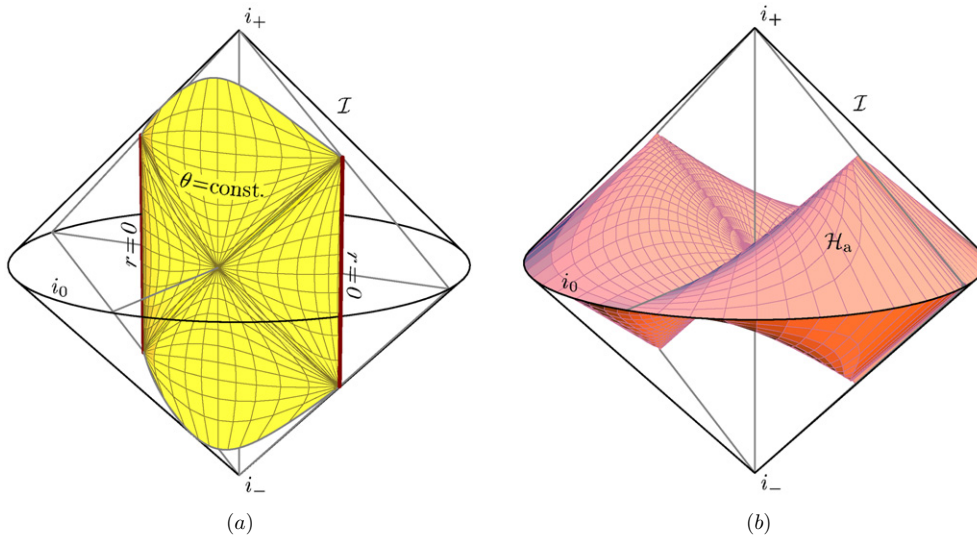 i₊
ℐ
θ=const.
r=0
r=0
i₀
i₋
(a)
i₊
ℐ
ℋₐ
i₀
i₋
(b)